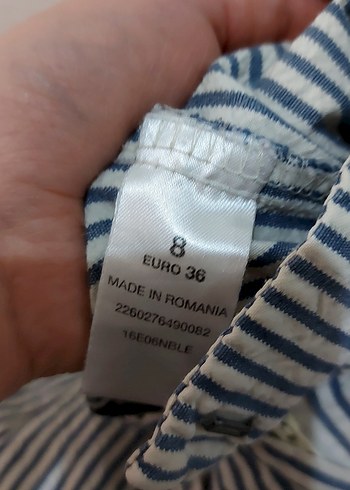 8
EURO 36
MADE IN ROMANIA
2260276490082
16E06NBLE